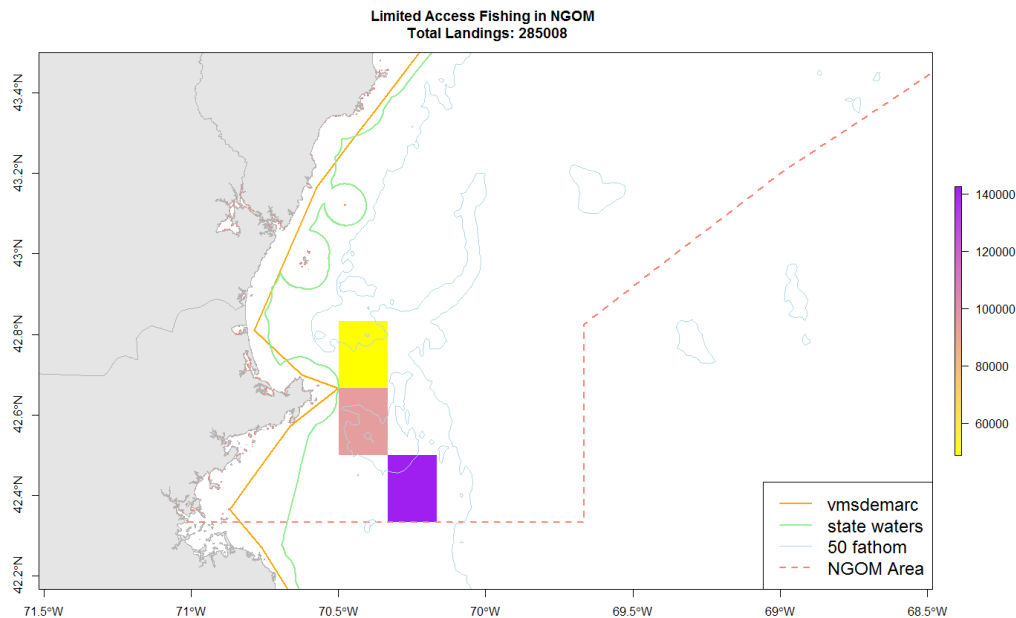 Limited Access Fishing in NGOM
Total Landings: 285008
43.4°N
43.2°N
43°N
42.8°N
42.6°N
42.4°N
42.2°N
71.5°W
71°W
70.5°W
70°W
69.5°W
69°W
68.5°W
140000
120000
100000
80000
60000
vmsdemarc
state waters
50 fathom
NGOM Area